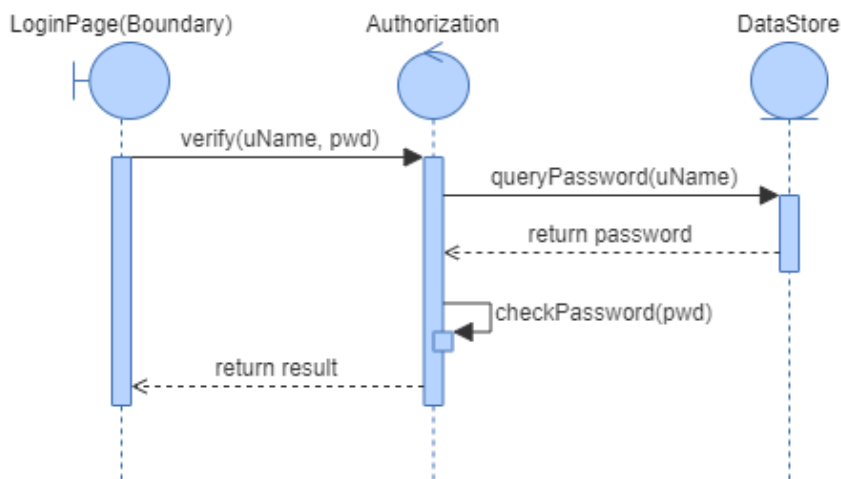 LoginPage(Boundary)
Authorization
DataStore
verify(uName, pwd)
queryPassword(uName)
return password
checkPassword(pwd)
return result